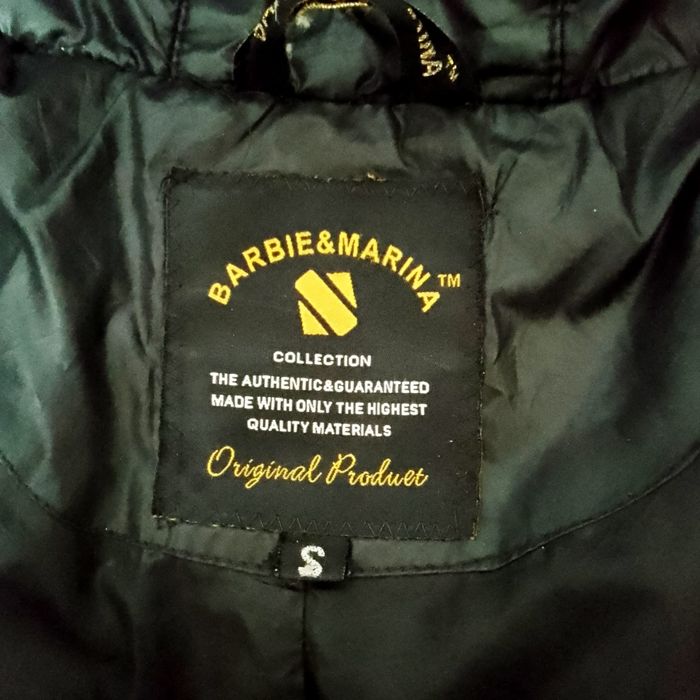 BARBIE&MARINA™
COLLECTION
THE AUTHENTIC&GUARANTEED
MADE WITH ONLY THE HIGHEST
QUALITY MATERIALS
Original Product
S